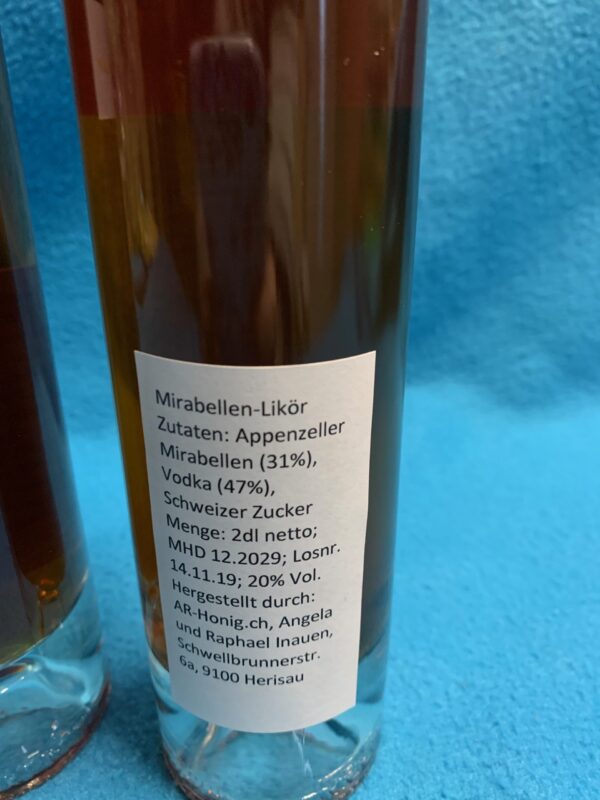 Mirabellen-Likör
Zutaten: Appenzeller
Mirabellen (31%),
Vodka (47%),
Schweizer Zucker
Menge: 2dl netto;
MHD 12.2029; Losnr.
14.11.19; 20% Vol.
Hergestellt durch:
AR-Honig.ch, Angela
und Raphael Inauen,
Schwellbrunnerstr.
6a, 9100 Herisau